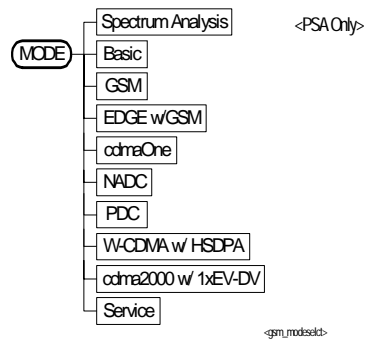 Spectrum Analysis <PSA Only>
MODE Basic
GSM
EDGE w/GSM
cdmaOne
NADC
PDC
W-CDMA w/ HSDPA
cdma2000 w/ 1xEV-DV
Service
<gsm_modeselct>